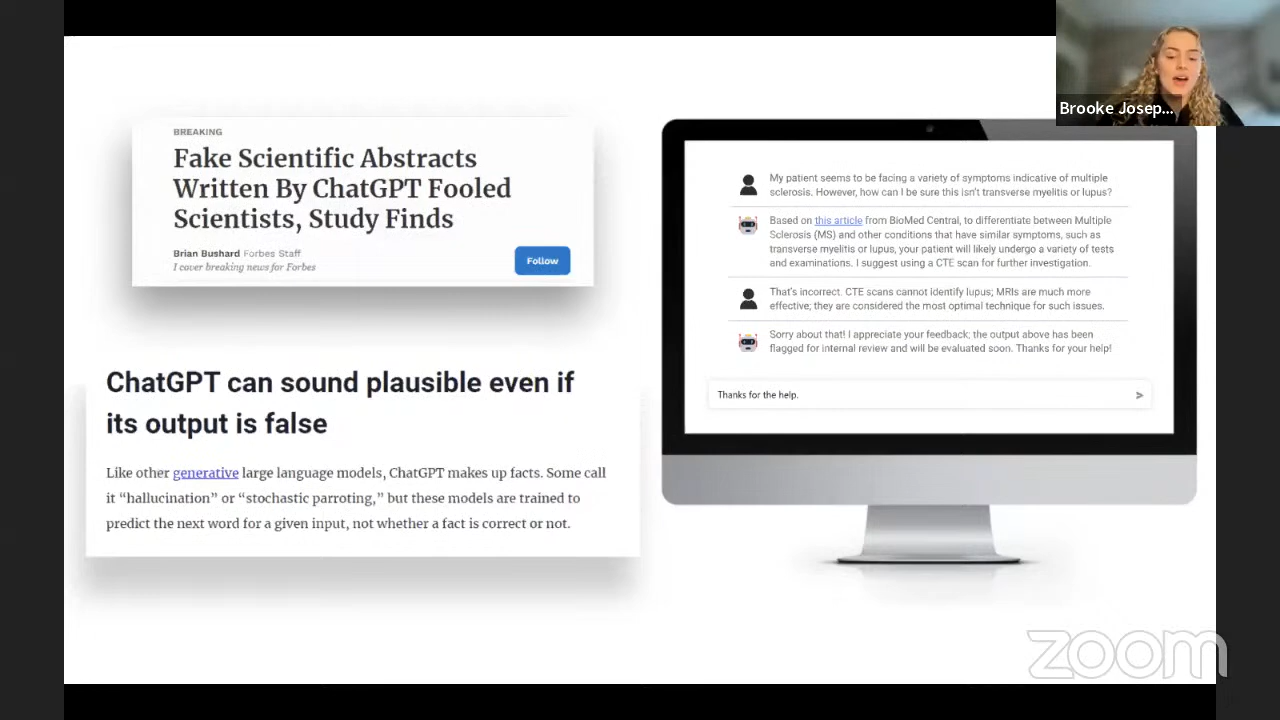 BREAKING
Fake Scientific Abstracts
Written By ChatGPT Fooled
Scientists, Study Finds
Brian Bushard Forbes Staff
I cover breaking news for Forbes
Follow
ChatGPT can sound plausible even if
its output is false
Like other generative large language models, ChatGPT makes up facts. Some call
it “hallucination” or “stochastic parroting,” but these models are trained to
predict the next word for a given input, not whether a fact is correct or not.
My patient seems to be facing a variety of symptoms indicative of multiple
sclerosis. However, how can I be sure this isn't transverse myelitis or lupus?
Based on this article from BioMed Central, to differentiate between Multiple
Sclerosis (MS) and other conditions that have similar symptoms, such as
transverse myelitis or lupus, your patient will likely undergo a variety of tests
and examinations. I suggest using a CTE scan for further investigation.
That's incorrect. CTE scans cannot identify lupus; MRIs are much more
effective; they are considered the most optimal technique for such issues.
Sorry about that! I appreciate your feedback; the output above has been
flagged for internal review and will be evaluated soon. Thanks for your help!
Thanks for the help.
Brooke Josep...
zoom